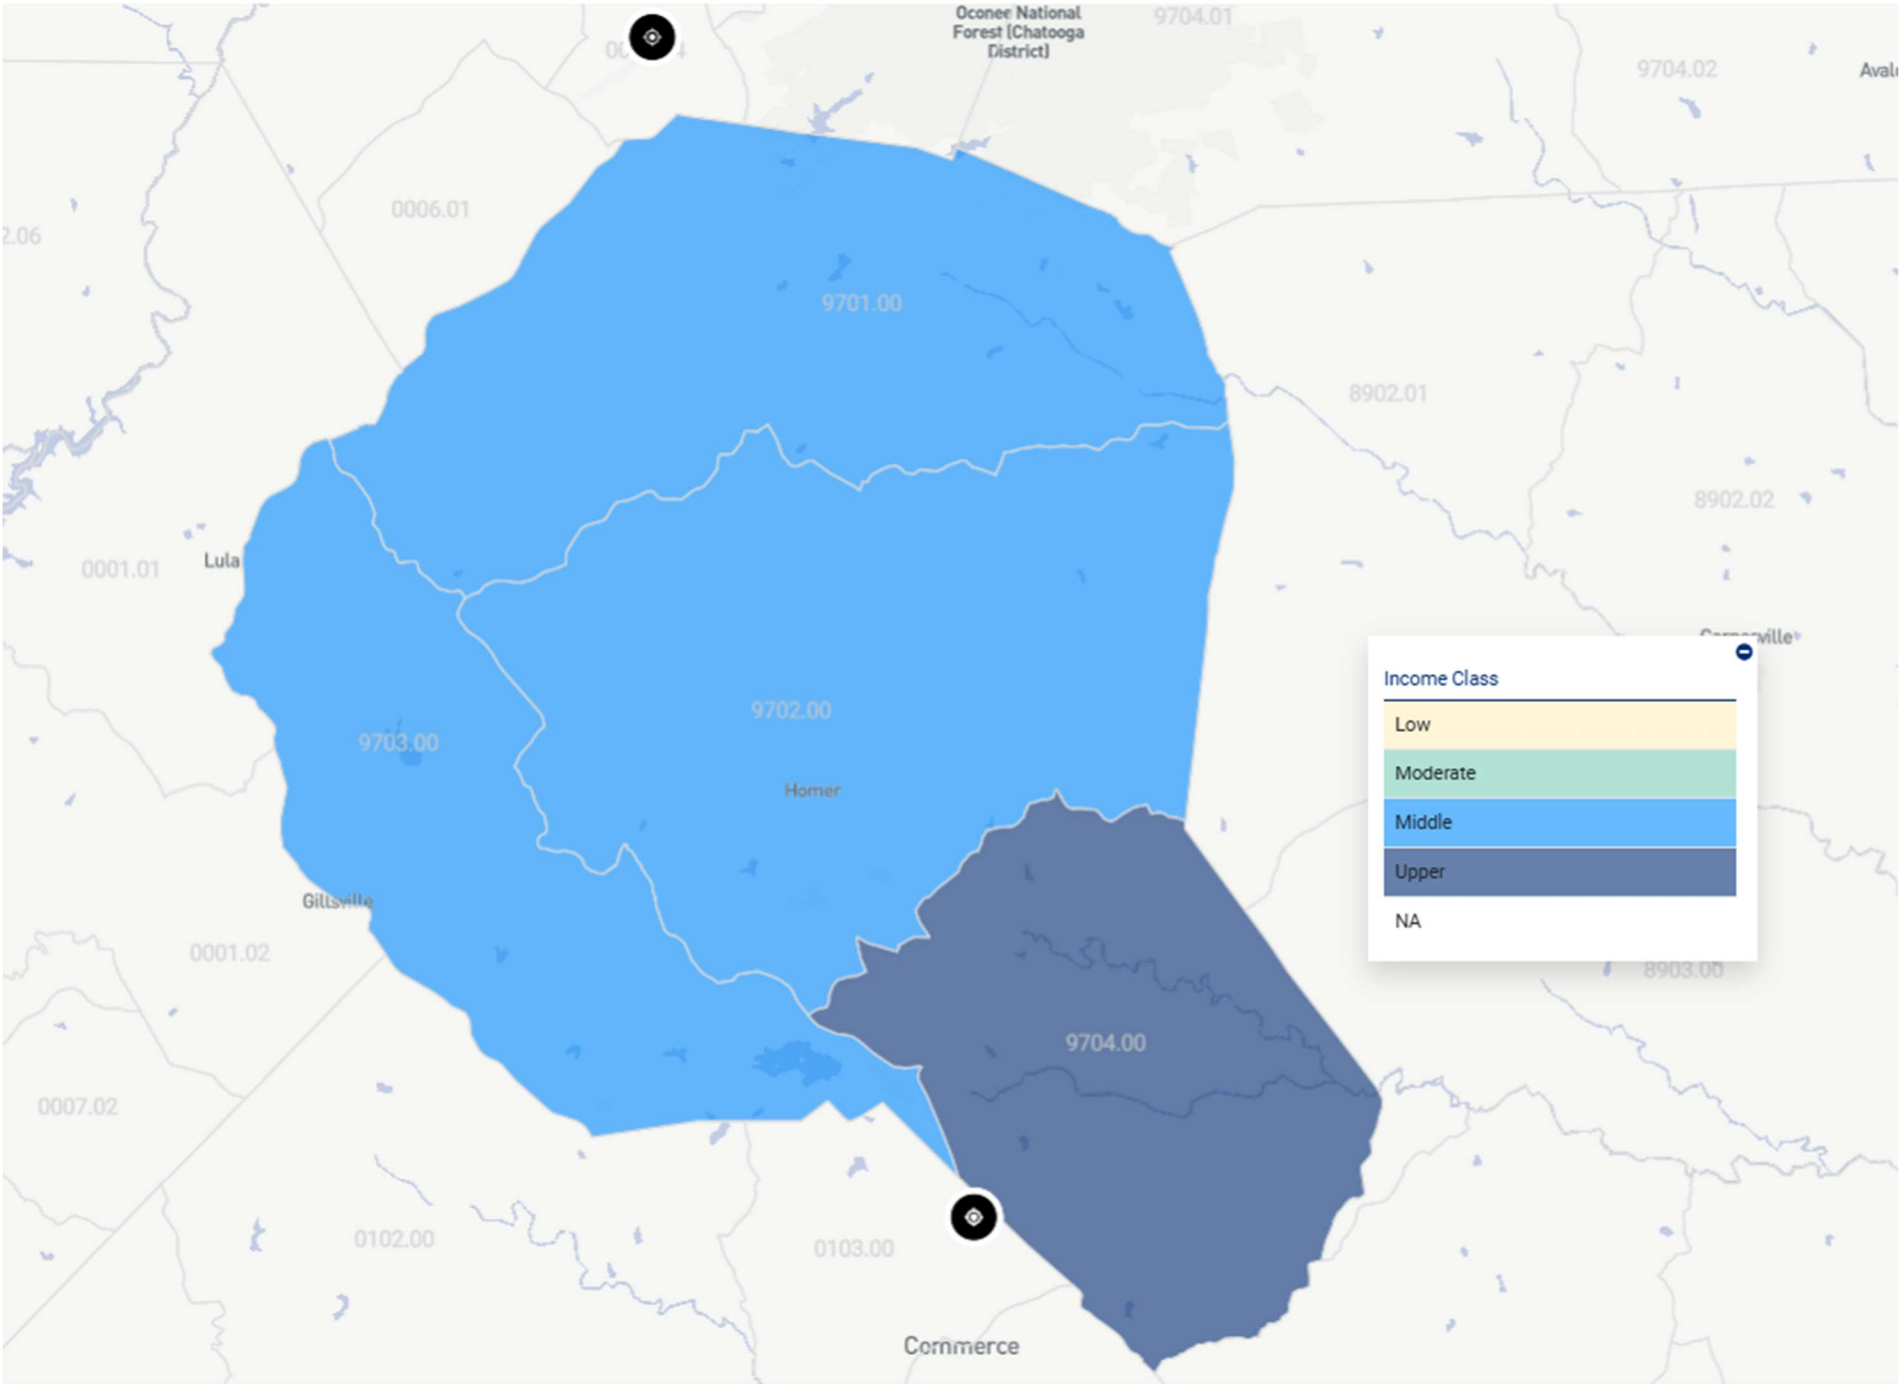 Oconee National
Forest (Chatooga
District)
9704.01
9704.02
0006.01
2.06
9701.00
8902.01
8902.02
Lula
0001.01
9702.00
9703.00
Homer
Income Class
Low
Moderate
Middle
Upper
NA
Gillsville
0001.02
8903.00
9704.00
0007.02
0102.00
0103.00
Commerce